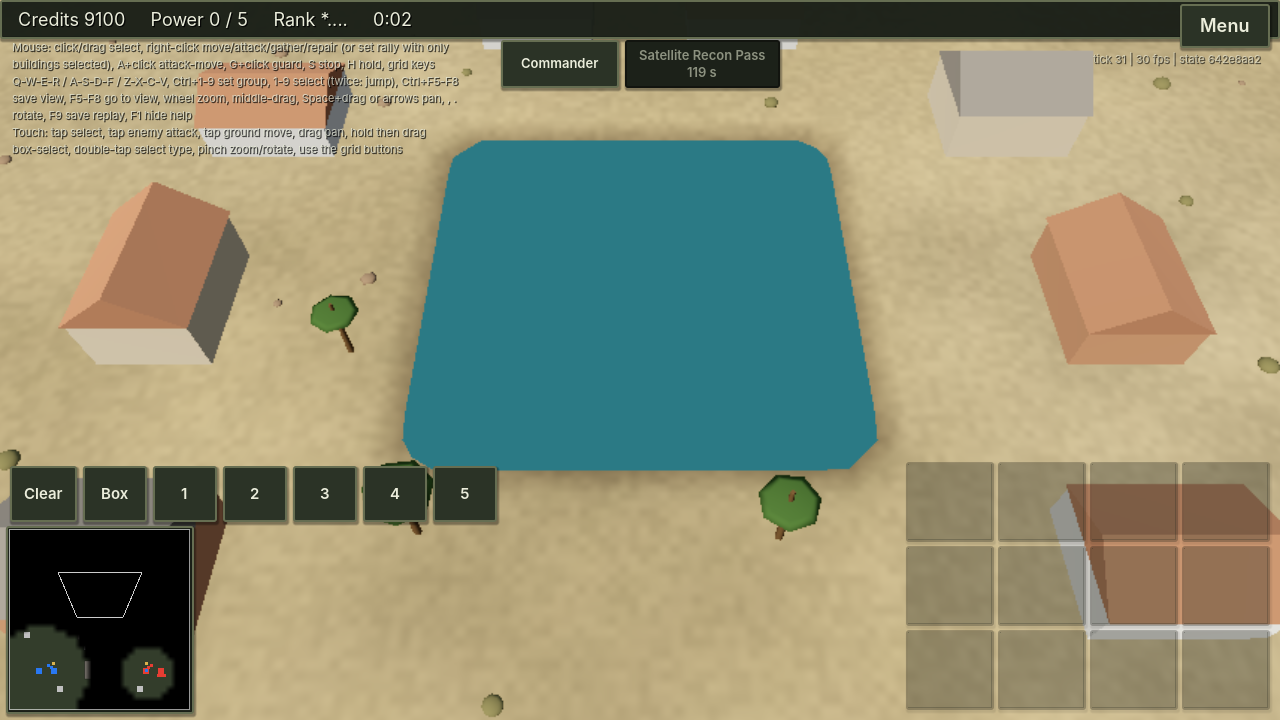 Credits 9100 Power 0 / 5 Rank *.... 0:02
Menu
Mouse: click/drag select, right-click move/attack/gather/repair (or set rally with only
buildings selected), A+click attack-move, G+click guard, S stop, H hold, grid keys
Q-W-E-R / A-S-D-F / Z-X-C-V, Ctrl+1-9 set group, 1-9 select (twice: jump), Ctrl+F5-F8
save view, F5-F8 go to view, wheel zoom, middle-drag, Space+drag or arrows pan, , .
rotate, F9 save replay, F1 hide help
Touch: tap select, tap enemy attack, tap ground move, drag pan, hold then drag
box-select, double-tap select type, pinch zoom/rotate, use the grid buttons
Commander
Satellite Recon Pass
119 s
tick 31 | 30 fps | state 642e8aa2
Clear Box 1 2 3 4 5